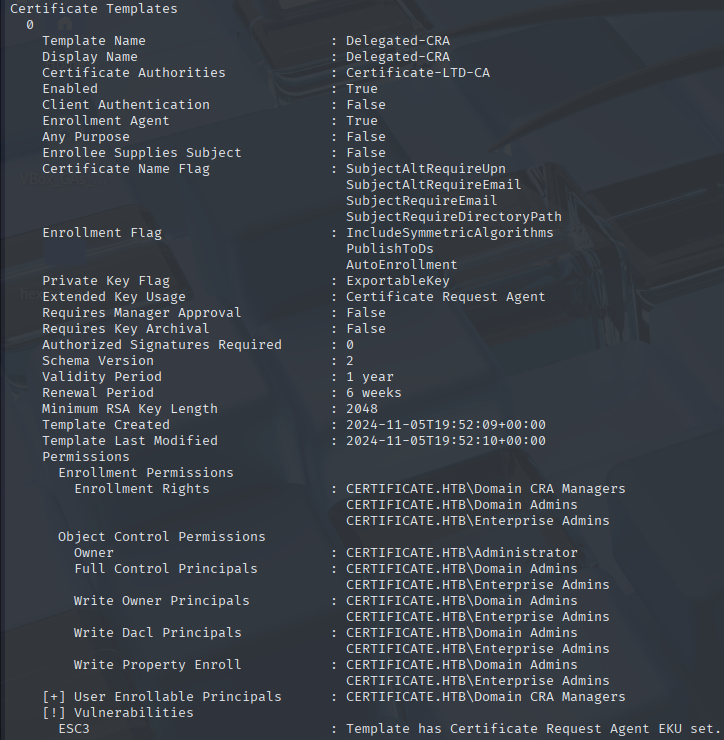 Certificate Templates
0
Template Name : Delegated-CRA
Display Name : Delegated-CRA
Certificate Authorities : Certificate-LTD-CA
Enabled : True
Client Authentication : False
Enrollment Agent : True
Any Purpose : False
Enrollee Supplies Subject : False
Certificate Name Flag : SubjectAltRequireUpn
SubjectAltRequireEmail
SubjectRequireEmail
SubjectRequireDirectoryPath
Enrollment Flag : IncludeSymmetricAlgorithms
PublishToDs
AutoEnrollment
Private Key Flag : ExportableKey
Extended Key Usage : Certificate Request Agent
Requires Manager Approval : False
Requires Key Archival : False
Authorized Signatures Required : 0
Schema Version : 2
Validity Period : 1 year
Renewal Period : 6 weeks
Minimum RSA Key Length : 2048
Template Created : 2024-11-05T19:52:09+00:00
Template Last Modified : 2024-11-05T19:52:10+00:00
Permissions
Enrollment Permissions
Enrollment Rights : CERTIFICATE.HTB\Domain CRA Managers
CERTIFICATE.HTB\Domain Admins
CERTIFICATE.HTB\Enterprise Admins
Object Control Permissions
Owner : CERTIFICATE.HTB\Administrator
Full Control Principals : CERTIFICATE.HTB\Domain Admins
CERTIFICATE.HTB\Enterprise Admins
Write Owner Principals : CERTIFICATE.HTB\Domain Admins
CERTIFICATE.HTB\Enterprise Admins
Write Dacl Principals : CERTIFICATE.HTB\Domain Admins
CERTIFICATE.HTB\Enterprise Admins
Write Property Enroll : CERTIFICATE.HTB\Domain Admins
CERTIFICATE.HTB\Enterprise Admins
[+] User Enrollable Principals : CERTIFICATE.HTB\Domain CRA Managers
[!] Vulnerabilities
ESC3 : Template has Certificate Request Agent EKU set.